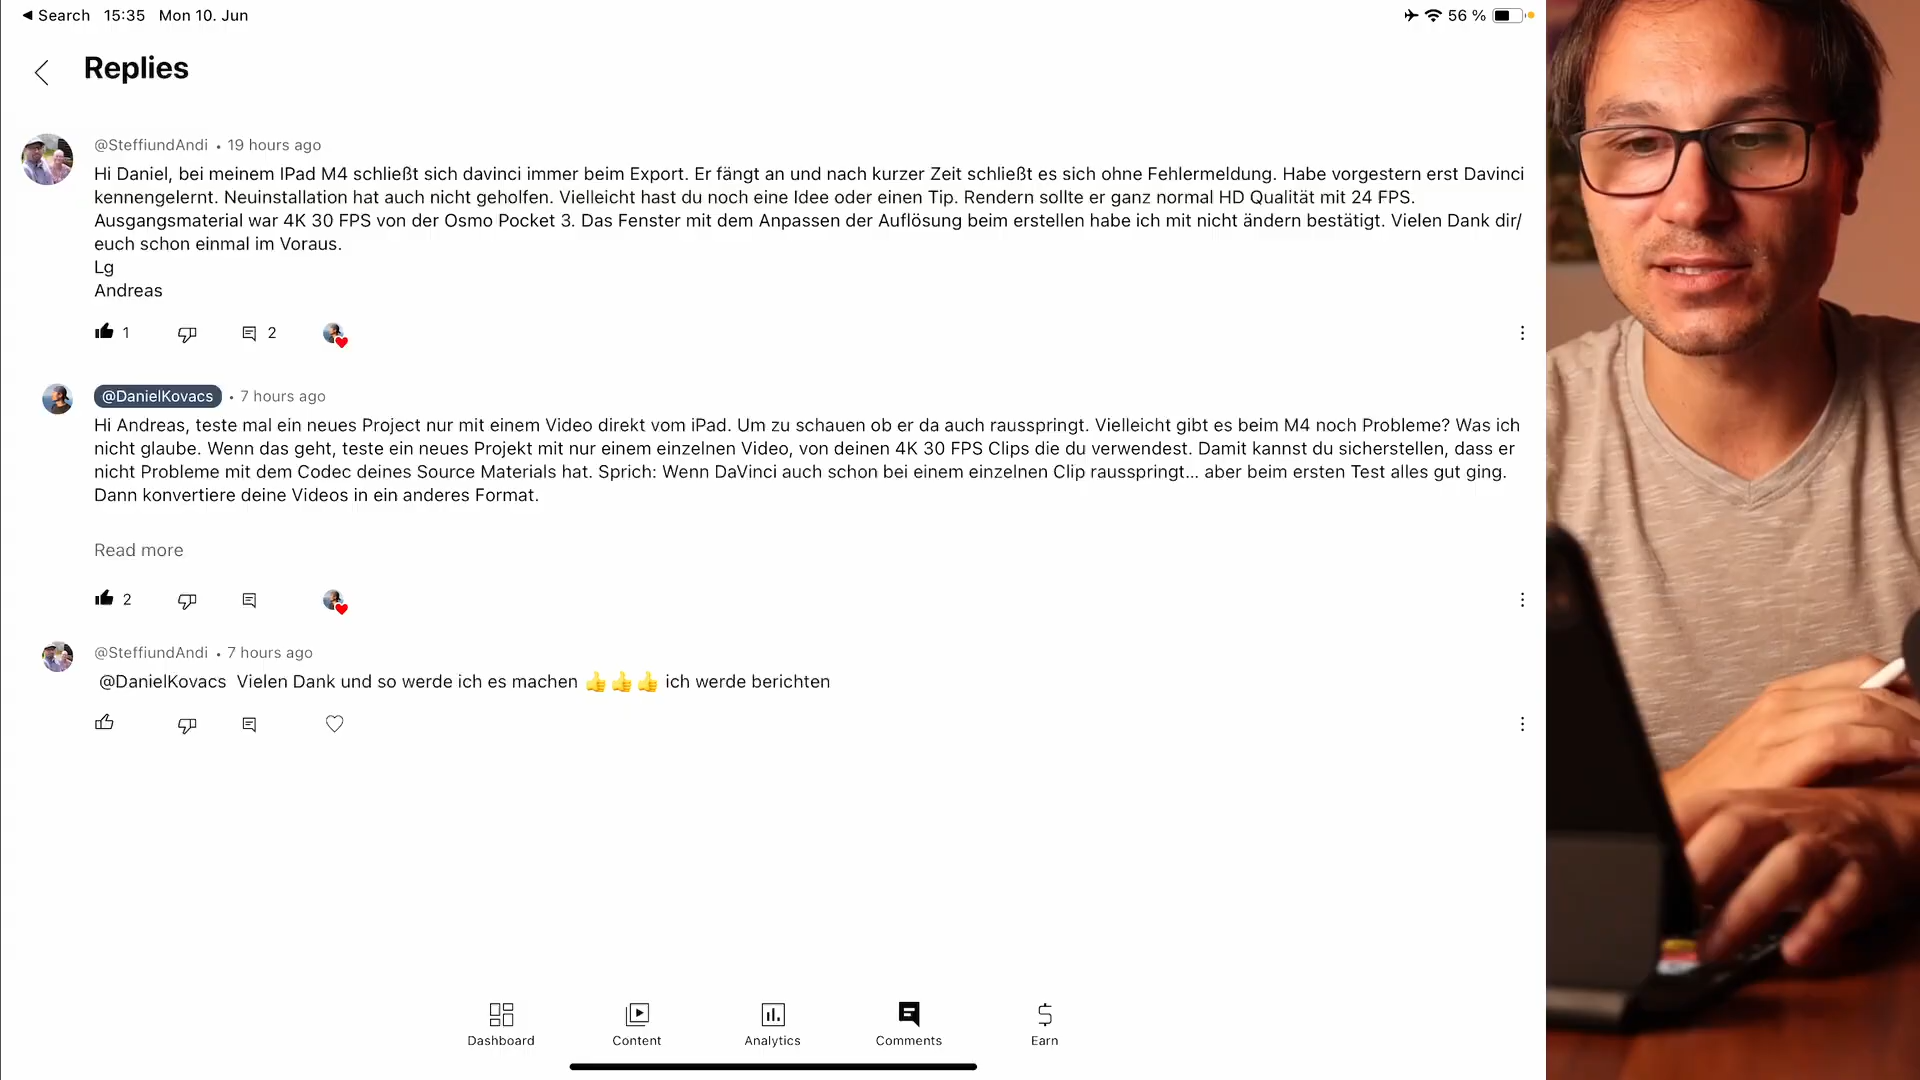 ◀ Search 15:35 Mon 10. Jun 56 %
Replies
@SteffiundAndi • 19 hours ago
Hi Daniel, bei meinem IPad M4 schließt sich davinci immer beim Export. Er fängt an und nach kurzer Zeit schließt es sich ohne Fehlermeldung. Habe vorgestern erst Davinci
kennengelernt. Neuinstallation hat auch nicht geholfen. Vielleicht hast du noch eine Idee oder einen Tip. Rendern sollte er ganz normal HD Qualität mit 24 FPS.
Ausgangsmaterial war 4K 30 FPS von der Osmo Pocket 3. Das Fenster mit dem Anpassen der Auflösung beim erstellen habe ich mit nicht ändern bestätigt. Vielen Dank dir/
euch schon einmal im Voraus.
Lg
Andreas
1 2
@DanielKovacs • 7 hours ago
Hi Andreas, teste mal ein neues Project nur mit einem Video direkt vom iPad. Um zu schauen ob er da auch rausspringt. Vielleicht gibt es beim M4 noch Probleme? Was ich
nicht glaube. Wenn das geht, teste ein neues Projekt mit nur einem einzelnen Video, von deinen 4K 30 FPS Clips die du verwendest. Damit kannst du sicherstellen, dass er
nicht Probleme mit dem Codec deines Source Materials hat. Sprich: Wenn DaVinci auch schon bei einem einzelnen Clip rausspringt... aber beim ersten Test alles gut ging.
Dann konvertiere deine Videos in ein anderes Format.
Read more
2
@SteffiundAndi • 7 hours ago
@DanielKovacs Vielen Dank und so werde ich es machen 👍👍👍 ich werde berichten
Dashboard Content Analytics Comments Earn